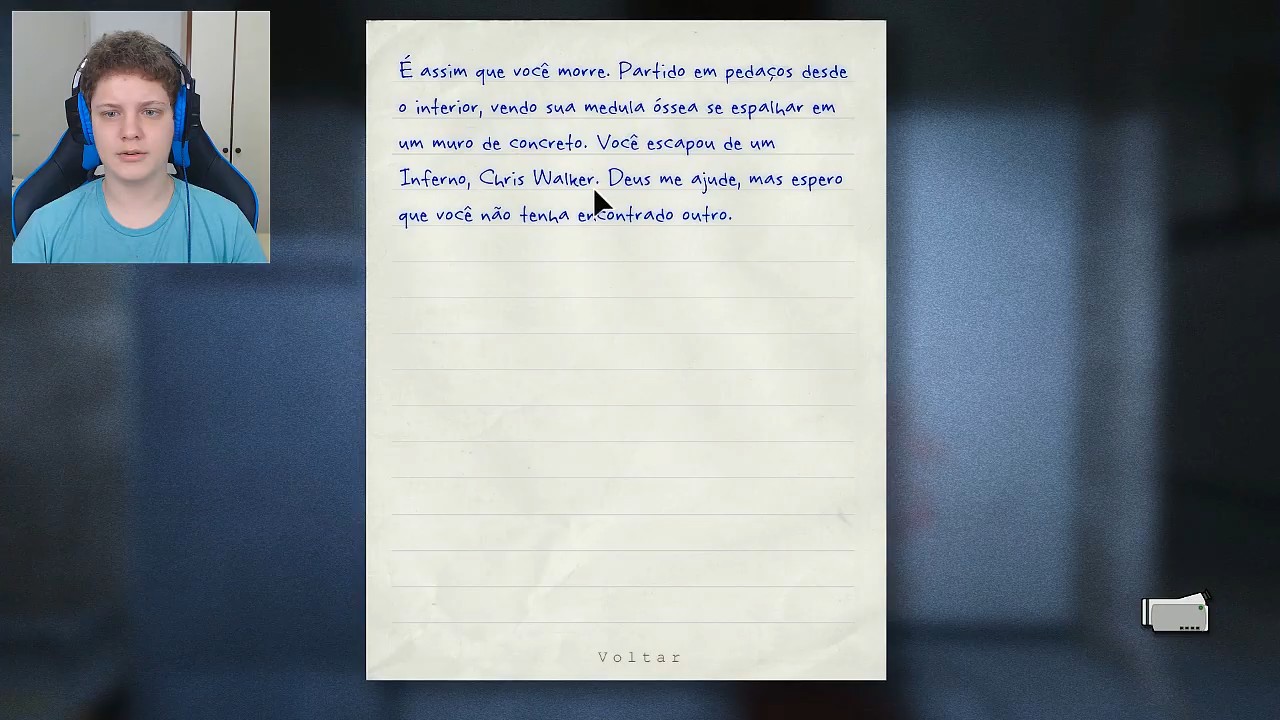 É assim que você morre. Partido em pedaços desde
o interior, vendo sua medula óssea se espalhar em
um muro de concreto. Você escapou de um
Inferno, Chris Walker. Deus me ajude, mas espero
que você não tenha encontrado outro.
Voltar